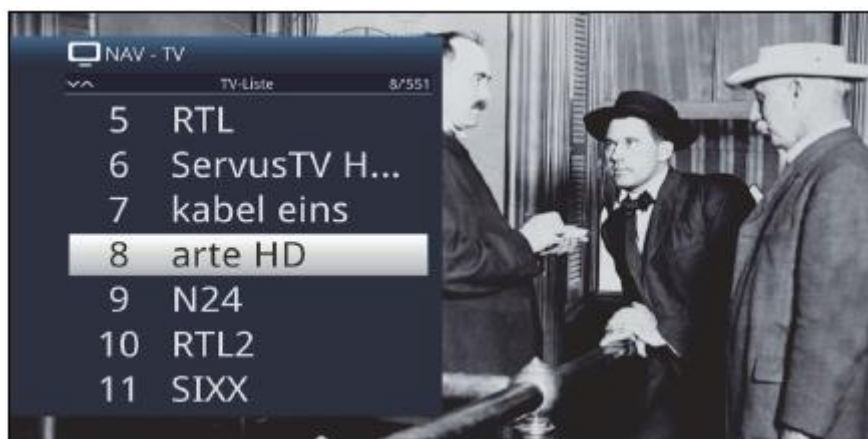 NAV - TV
TV-Liste 8/551
5 RTL
6 ServusTV H...
7 kabel eins
8 arte HD
9 N24
10 RTL2
11 SIXX